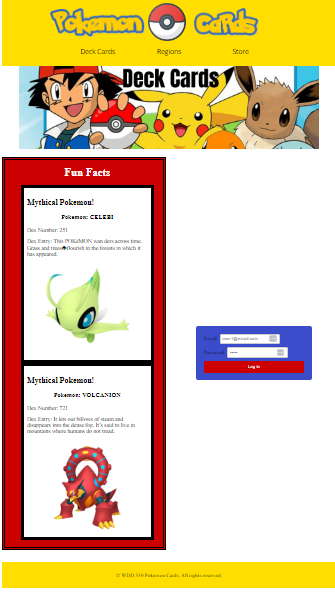 Pokemon Cards
Deck Cards
Regions
Store
Deck Cards
Fun Facts
Mythical Pokemon!
Pokemon: CELEBI
Dex Number: 251
Dex Entry: This POKéMON wan ders across time.
Grass and trees flourish in the forests in which it
has appeared.
Mythical Pokemon!
Pokemon: VOLCANION
Dex Number: 721
Dex Entry: It lets out billows of steam and
disappears into the dense fog. It's said to live in
mountains where humans do not tread.
Email:
Password:
Log in
Pokemon Cards. All rights reserved